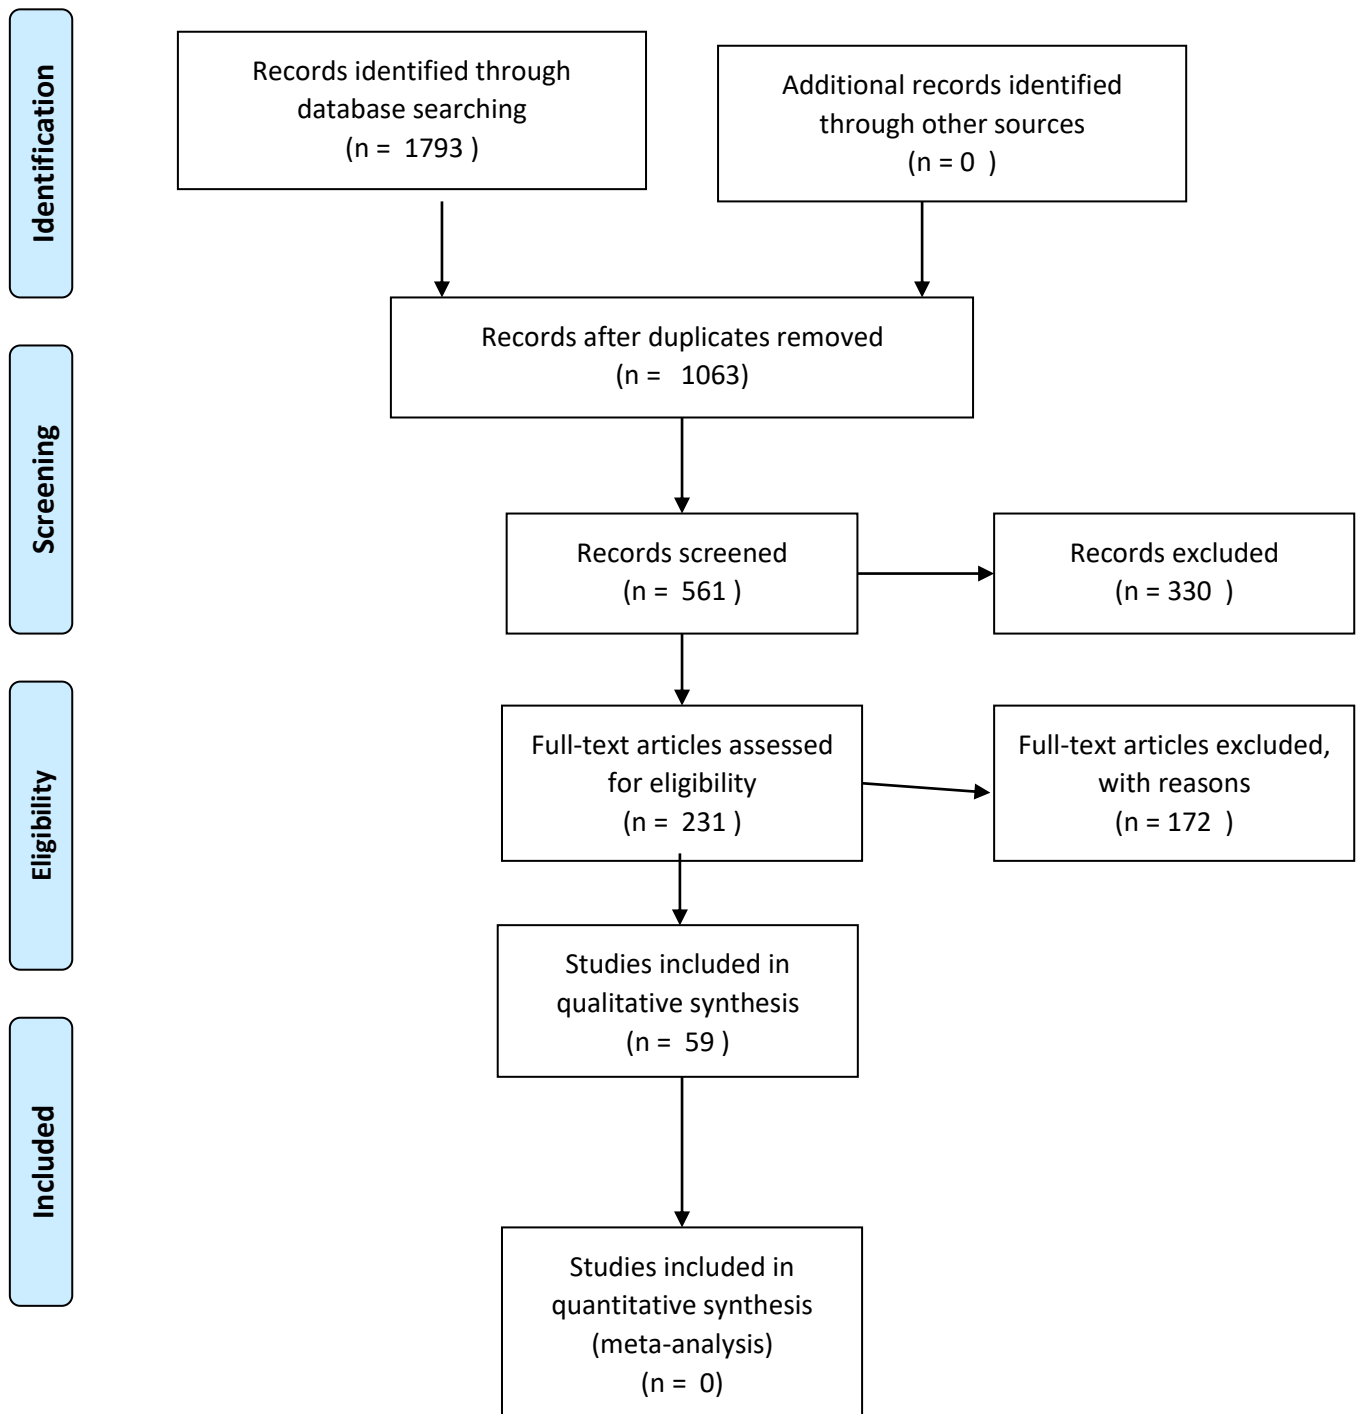 Identification
Records identified through
database searching
(n =  1793 )
Additional records identified
through other sources
(n = 0  )
Records after duplicates removed
(n =   1063)
Screening
Records screened
(n =  561 )
Records excluded
(n = 330  )
Eligibility
Full-text articles assessed
for eligibility
(n =  231 )
Full-text articles excluded,
with reasons
(n = 172  )
Studies included in
qualitative synthesis
(n =  59 )
Included
Studies included in
quantitative synthesis
(meta-analysis)
(n =  0)